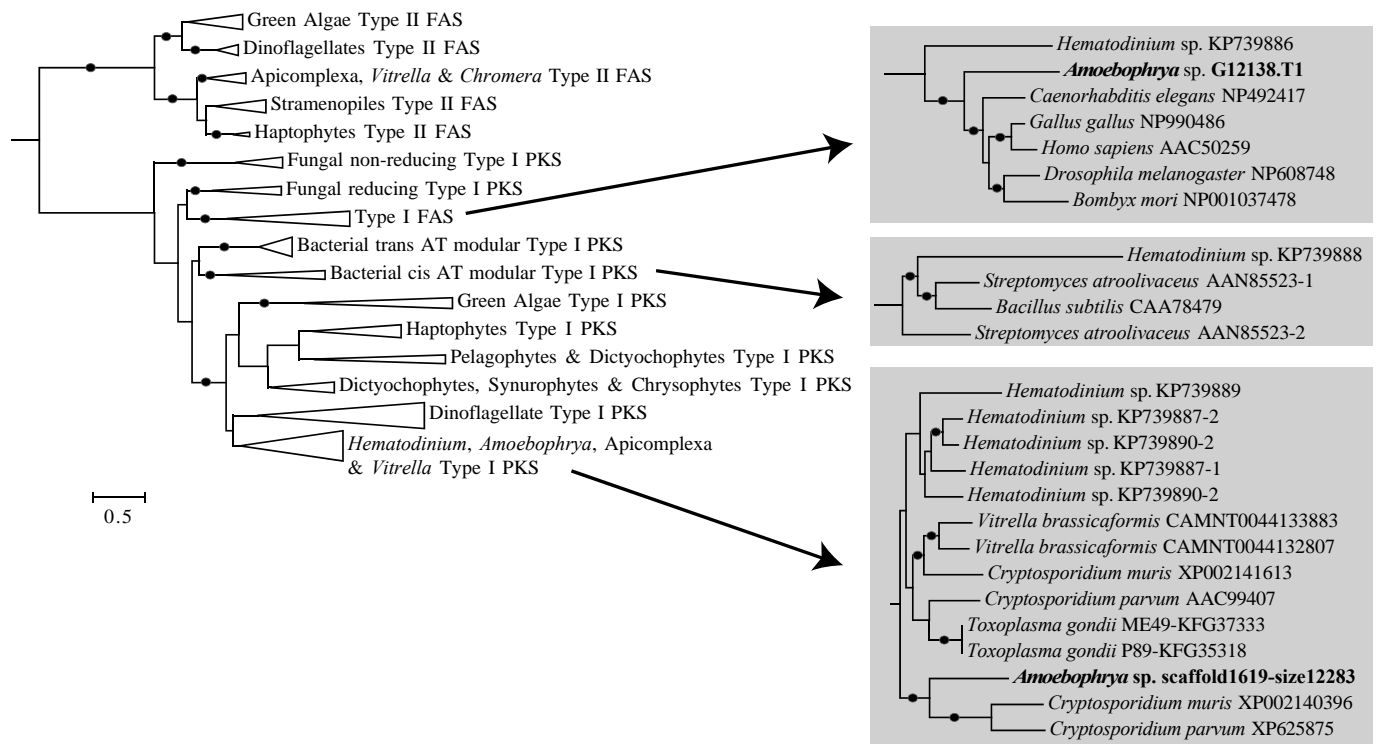 Green Algae Type II FAS
Dinoflagellates Type II FAS
Apicomplexa, Vitrella & Chromera Type II FAS
Stramenopiles Type II FAS
Haptophytes Type II FAS
Fungal non-reducing Type I PKS
Fungal reducing Type I PKS
Type I FAS
Bacterial trans AT modular Type I PKS
Bacterial cis AT modular Type I PKS
Green Algae Type I PKS
Haptophytes Type I PKS
Pelagophytes & Dictyochophytes Type I PKS
Dictyochophytes, Synurophytes & Chrysophytes Type I PKS
Dinoflagellate Type I PKS
Hematodinium, Amoebophrya, Apicomplexa
& Vitrella Type I PKS
0.5
Hematodinium sp. KP739886
Amoebophrya sp. G12138.T1
Caenorhabditis elegans NP492417
Gallus gallus NP990486
Homo sapiens AAC50259
Drosophila melanogaster NP608748
Bombyx mori NP001037478
Hematodinium sp. KP739888
Streptomyces atroolivaceus AAN85523-1
Bacillus subtilis CAA78479
Streptomyces atroolivaceus AAN85523-2
Hematodinium sp. KP739889
Hematodinium sp. KP739887-2
Hematodinium sp. KP739890-2
Hematodinium sp. KP739887-1
Hematodinium sp. KP739890-2
Vitrella brassicaformis CAMNT0044133883
Vitrella brassicaformis CAMNT0044132807
Cryptosporidium muris XP002141613
Cryptosporidium parvum AAC99407
Toxoplasma gondii ME49-KFG37333
Toxoplasma gondii P89-KFG35318
Amoebophrya sp. scaffold1619-size12283
Cryptosporidium muris XP002140396
Cryptosporidium parvum XP625875